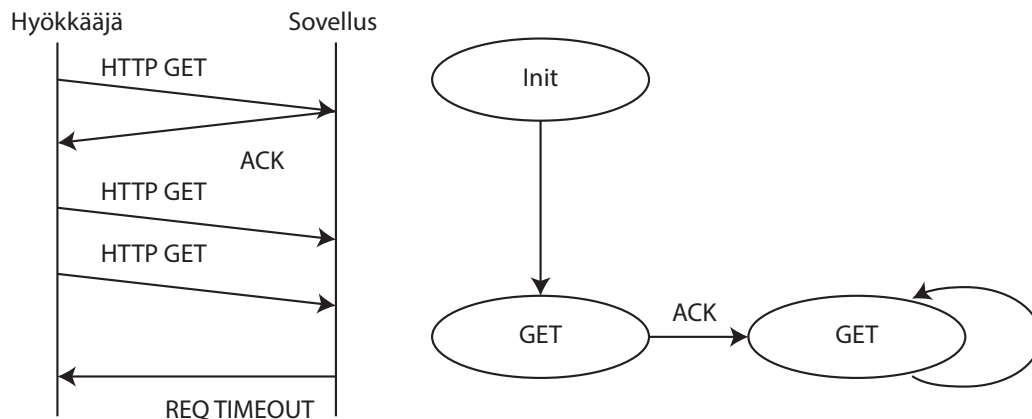 Hyökkääjä
Sovellus
HTTP GET
ACK
HTTP GET
HTTP GET
REQ TIMEOUT
Init
GET
ACK
GET